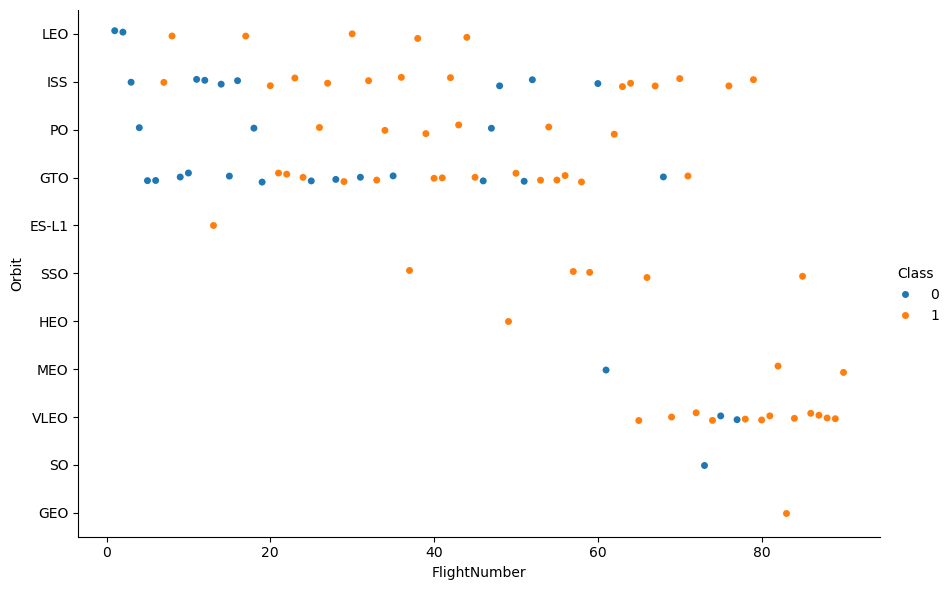 LEO
ISS
PO
GTO
ES-L1
SSO
HEO
MEO
VLEO
SO
GEO
Orbit
0
20
40
60
80
FlightNumber
Class
0
1